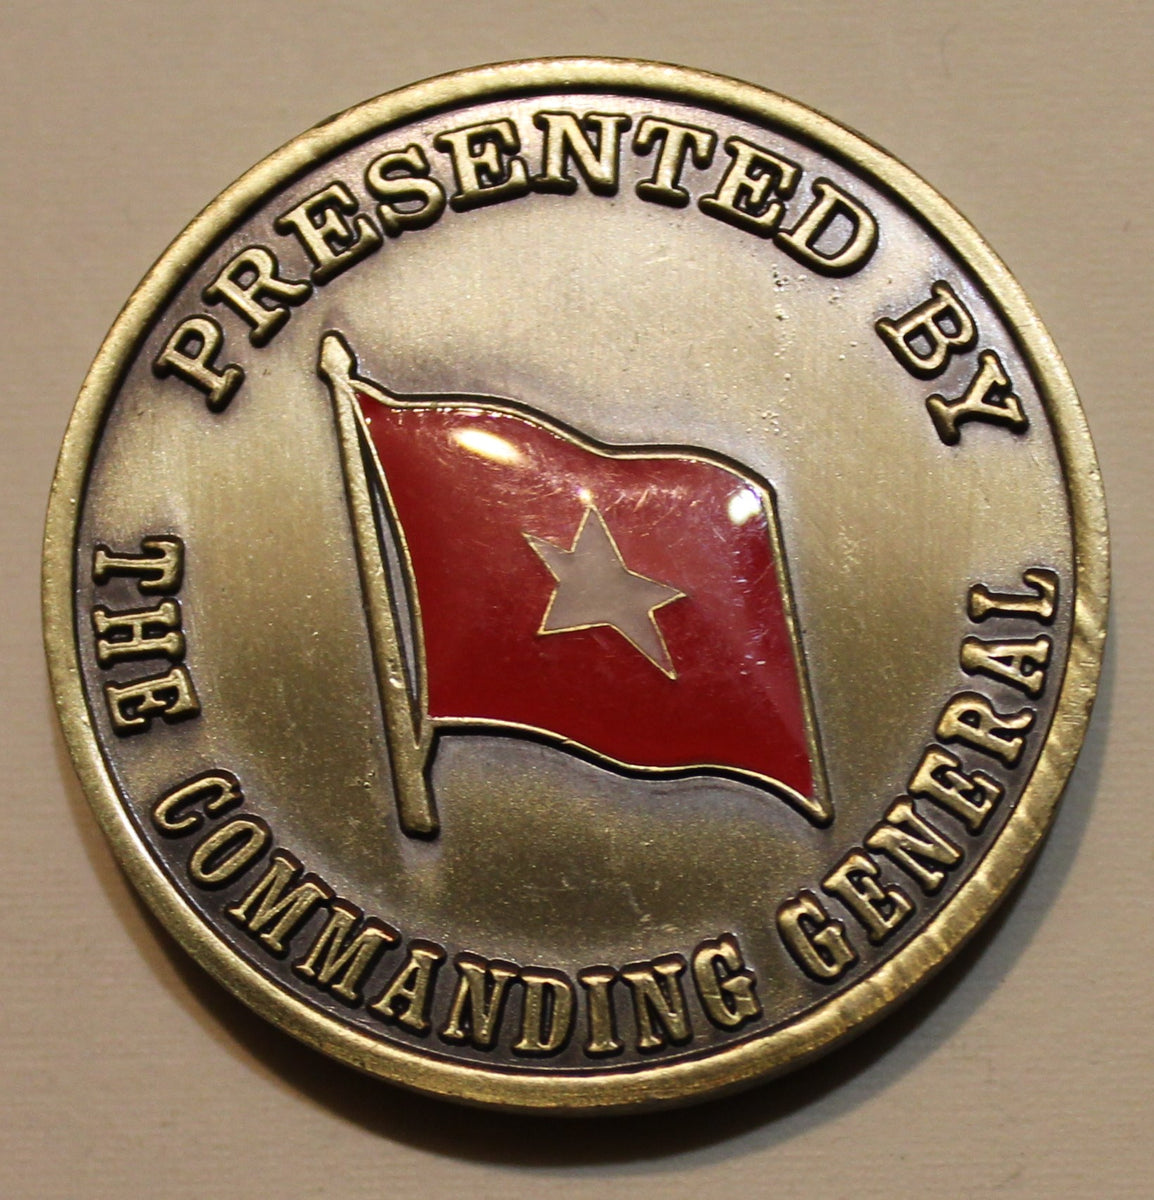 PRESENTED BY
THE COMMANDING GENERAL